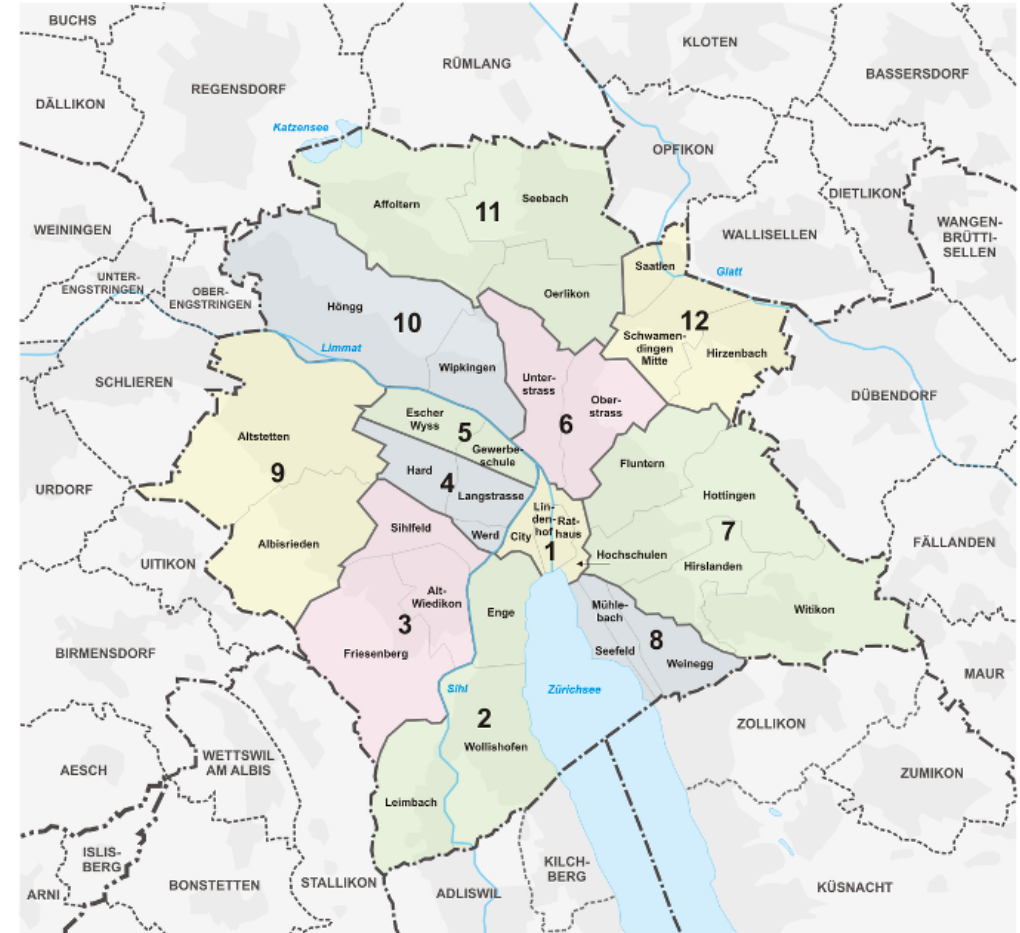 BUCHS
KLOTEN
RÜMLANG
BASSERSDORF
REGENSDORF
DÄLLIKON
Katzensee
OPFIKON
DIETLIKON
Affoltern
Seebach
11
WEININGEN
WALLISELLEN
WANGEN-
BRÜTTI-
SELLEN
Saatlen
Glatt
UNTER-
ENGSTRINGEN
OBER-
ENGSTRINGEN
Oerlikon
Höngg
10
12
Schwamen-
dingen
Mitte
Hirzenbach
Limmat
Wipkingen
SCHLIEREN
Unter-
strass
Ober-
strass
6
DÜBENDORF
Escher
Wyss
5
Gewerbe-
schule
Altstetten
9
Hard
4
Langstrasse
Fluntern
Hottingen
7
URDORF
Lin-
den-
hof
Rat-
haus
City
1
Sihlfeld
Werd
Albisrieden
Hochschulen
Hirslanden
FÄLLANDEN
UITIKON
Alt-
Wiedikon
3
Enge
Mühle-
bach
8
Witikon
Friesenberg
Seefeld
Weinegg
BIRMENSDORF
MAUR
Sihl
Zürichsee
2
Wollishofen
ZOLLIKON
WETTSWIL
AM ALBIS
AESCH
ZUMIKON
Leimbach
ISLIS-
BERG
ARNI
BONSTETTEN
STALLIKON
ADLISWIL
KILCH-
BERG
KÜSNACHT